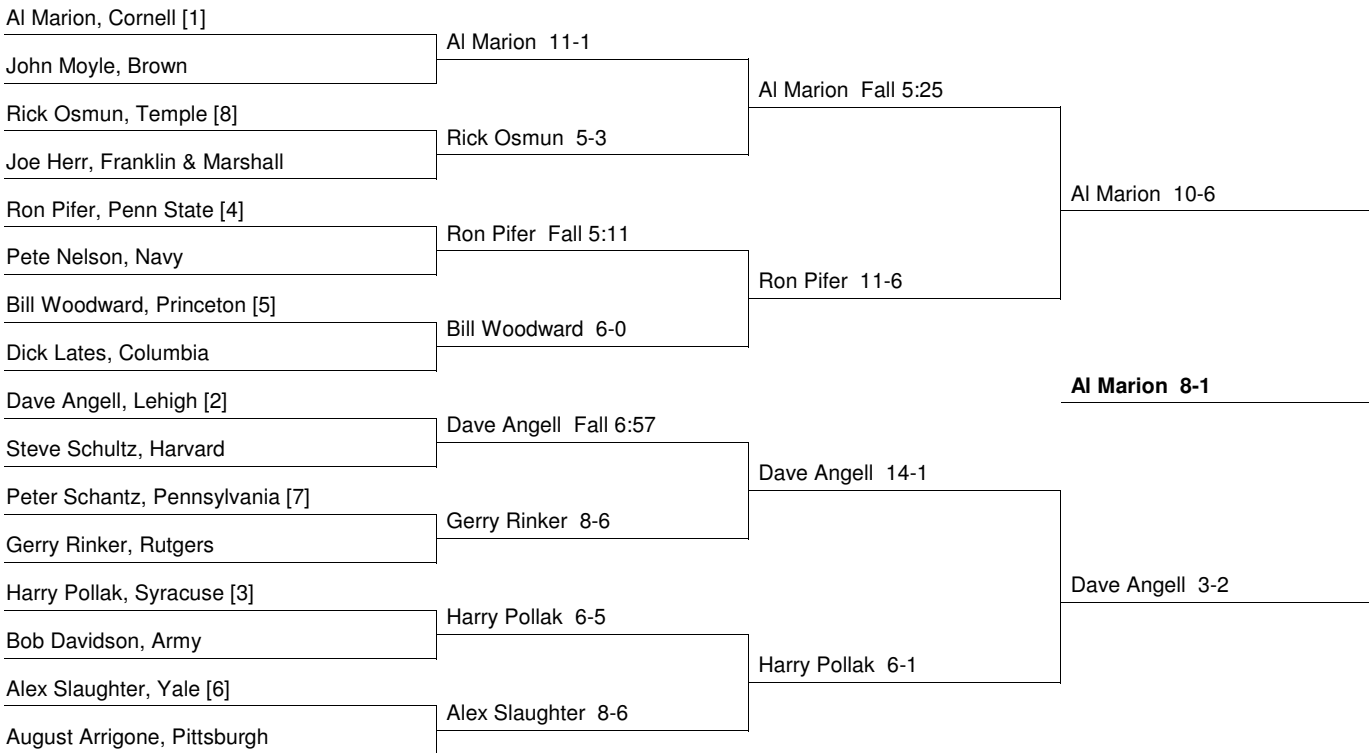 Al Marion, Cornell [1]
John Moyle, Brown
Rick Osmun, Temple [8]
Joe Herr, Franklin & Marshall
Ron Pifer, Penn State [4]
Pete Nelson, Navy
Bill Woodward, Princeton [5]
Dick Lates, Columbia
Dave Angell, Lehigh [2]
Steve Schultz, Harvard
Peter Schantz, Pennsylvania [7]
Gerry Rinker, Rutgers
Harry Pollak, Syracuse [3]
Bob Davidson, Army
Alex Slaughter, Yale [6]
August Arrigone, Pittsburgh
Al Marion 11-1
Rick Osmun 5-3
Ron Pifer Fall 5:11
Bill Woodward 6-0
Dave Angell Fall 6:57
Gerry Rinker 8-6
Harry Pollak 6-5
Alex Slaughter 8-6
Al Marion Fall 5:25
Ron Pifer 11-6
Dave Angell 14-1
Harry Pollak 6-1
Al Marion 10-6
Dave Angell 3-2
Al Marion 8-1